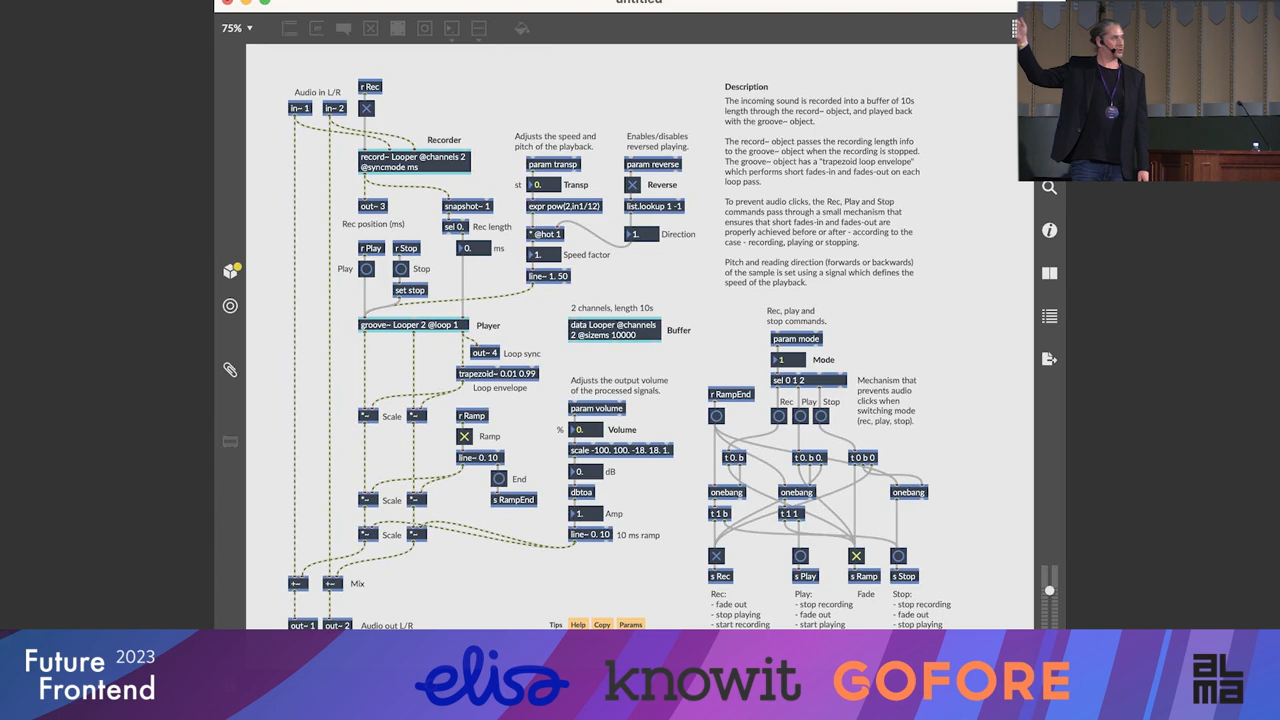 untitled
75%
Audio in L/R
r Rec
in~ 1
in~ 2
Recorder
record~ Looper @channels 2
@syncmode ms
out~ 3
Rec position (ms)
snapshot~ 1
sel 0.
Rec length
0.
ms
r Play
r Stop
Play
Stop
set stop
groove~ Looper 2 @loop 1
Player
out~ 4
Loop sync
trapezoid~ 0.01 0.99
Loop envelope
*~
Scale
*~
r Ramp
Ramp
line~ 0. 10
End
s RampEnd
*~
Scale
*~
*~
Scale
*~
+~
+~
Mix
out~ 1
out~ 2
Audio out L/R
Adjusts the speed and
pitch of the playback.
param transp
st
0.
Transp
expr pow(2,in1/12)
* @hot 1
1.
Speed factor
line~ 1. 50
Enables/disables
reversed playing.
param reverse
Reverse
list.lookup 1 -1
1.
Direction
2 channels, length 10s
data Looper @channels
2 @sizems 10000
Buffer
Adjusts the output volume
of the processed signals.
param volume
%
0.
Volume
scale -100. 100. -18. 18. 1.
0.
dB
dbtoa
1.
Amp
line~ 0. 10
10 ms ramp
Tips
Help
Copy
Params
Description
The incoming sound is recorded into a buffer of 10s
length through the record~ object, and played back
with the groove~ object.
The record~ object passes the recording length info
to the groove~ object when the recording is stopped.
The groove~ object has a "trapezoid loop envelope"
which performs short fades-in and fades-out on each
loop pass.
To prevent audio clicks, the Rec, Play and Stop
commands pass through a small mechanism that
ensures that short fades-in and fades-out are
properly achieved before or after - according to the
case - recording, playing or stopping.
Pitch and reading direction (forwards or backwards)
of the sample is set using a signal which defines the
speed of the playback.
Rec, play and
stop commands.
param mode
1
Mode
sel 0 1 2
Rec
Play
Stop
Mechanism that
prevents audio
clicks when
switching mode
(rec, play, stop).
r RampEnd
t 0. b
t 0. b 0.
t 0 b 0
onebang
onebang
onebang
t 1 b
t 1 1
s Rec
s Play
s Ramp
s Stop
Rec:
- fade out
- stop playing
- start recording
Play:
- stop recording
- fade out
- start playing
Fade
Stop:
- stop recording
- fade out
- stop playing
Future 2023
Frontend
elisa
knowit
GOFORE
ALMA